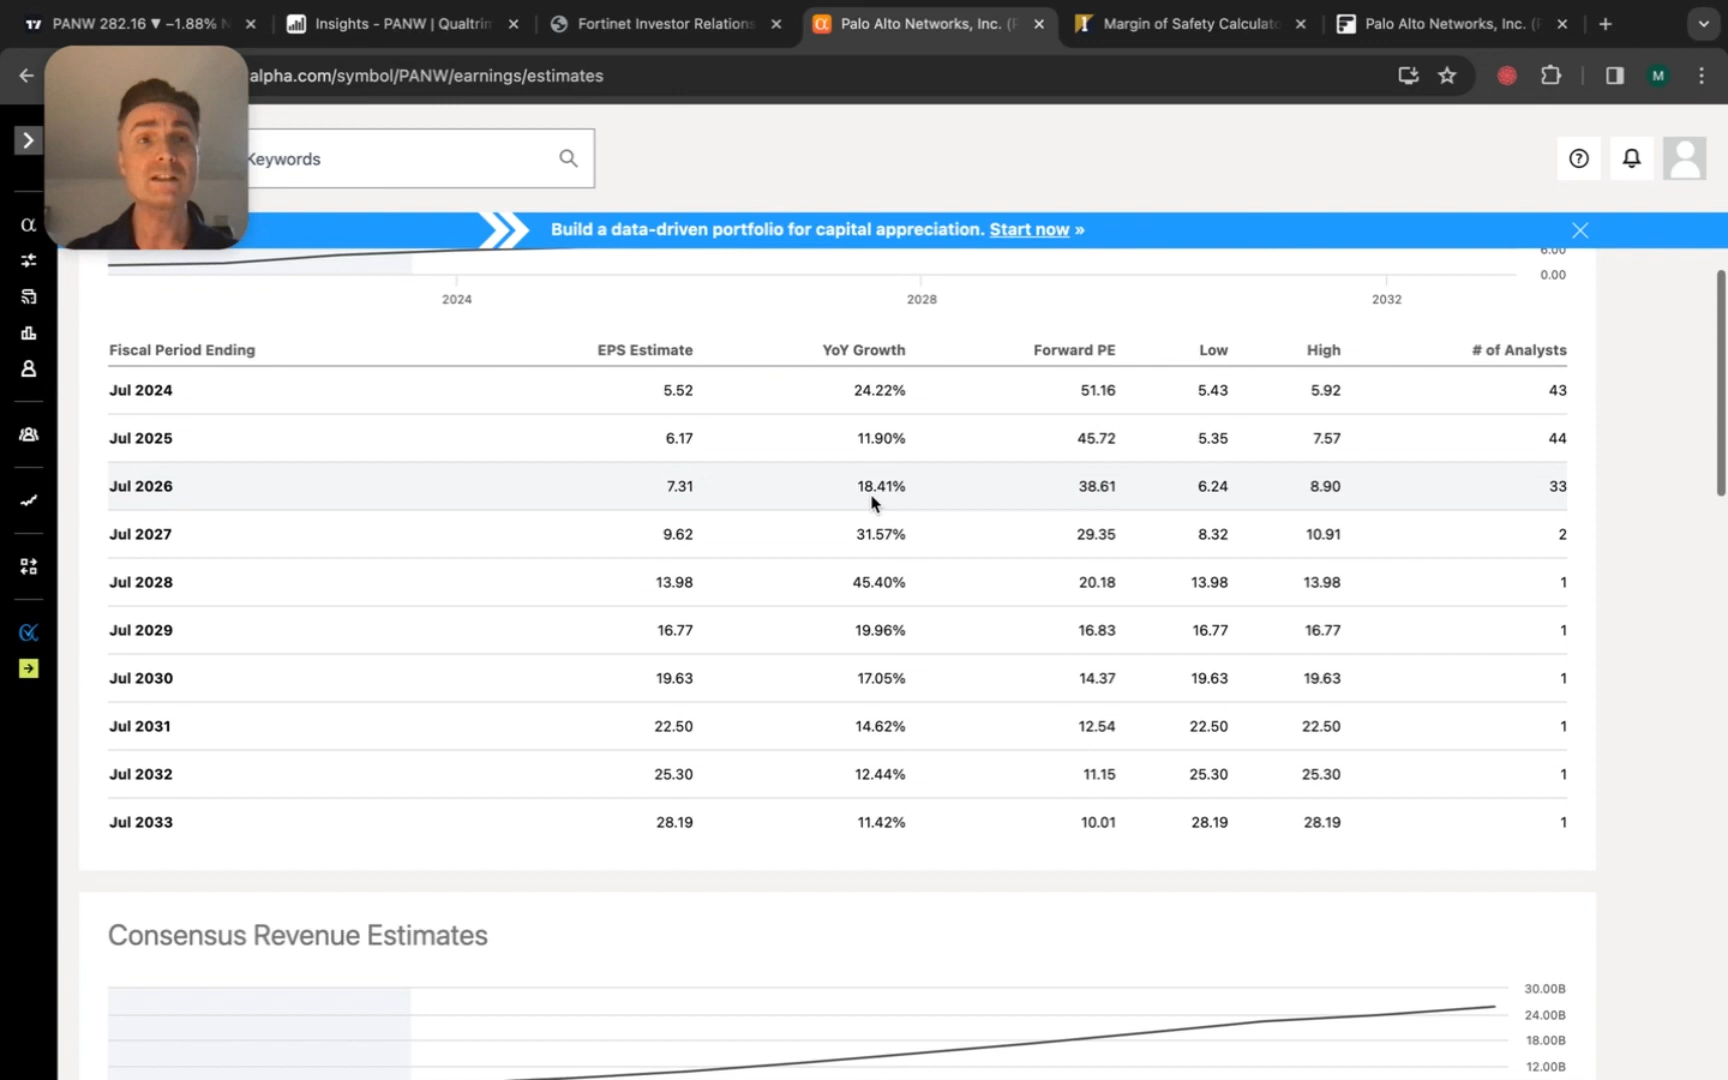 PANW 282.16 ▼ −1.88%
Insights - PANW | Qualtrim
Fortinet Investor Relations
Palo Alto Networks, Inc. (
Margin of Safety Calculato
Palo Alto Networks, Inc. (
alpha.com/symbol/PANW/earnings/estimates
M
Keywords
Build a data-driven portfolio for capital appreciation. Start now »
6.00
0.00
2024 2028 2032
Fiscal Period Ending EPS Estimate YoY Growth Forward PE Low High # of Analysts
Jul 2024 5.52 24.22% 51.16 5.43 5.92 43
Jul 2025 6.17 11.90% 45.72 5.35 7.57 44
Jul 2026 7.31 18.41% 38.61 6.24 8.90 33
Jul 2027 9.62 31.57% 29.35 8.32 10.91 2
Jul 2028 13.98 45.40% 20.18 13.98 13.98 1
Jul 2029 16.77 19.96% 16.83 16.77 16.77 1
Jul 2030 19.63 17.05% 14.37 19.63 19.63 1
Jul 2031 22.50 14.62% 12.54 22.50 22.50 1
Jul 2032 25.30 12.44% 11.15 25.30 25.30 1
Jul 2033 28.19 11.42% 10.01 28.19 28.19 1
Consensus Revenue Estimates
30.00B
24.00B
18.00B
12.00B